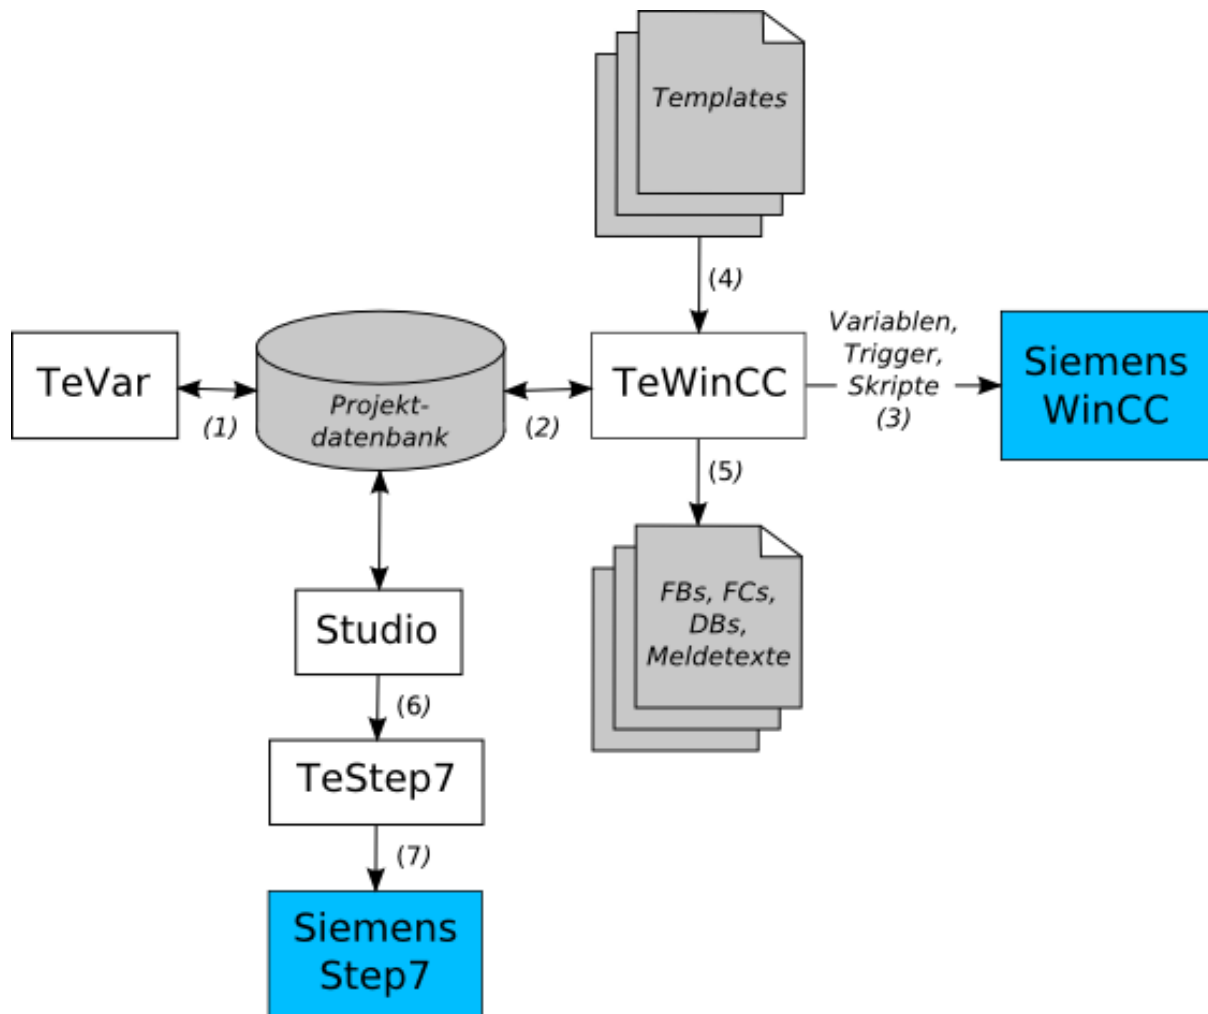 Templates
(4)
TeVar
(1)
Projekt-
datenbank
(2)
TeWinCC
Variablen,
Trigger,
Skripte
(3)
Siemens
WinCC
(5)
FBs, FCs,
DBs,
Meldetexte
Studio
(6)
TeStep7
(7)
Siemens
Step7